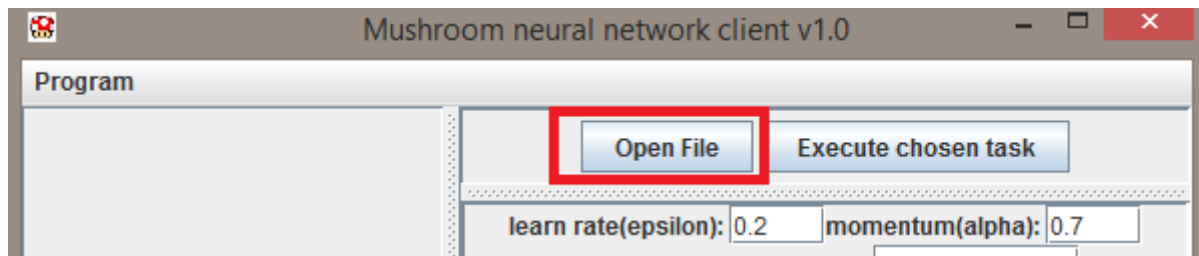 Mushroom neural network client v1.0
Program
Open File Execute chosen task
learn rate(epsilon): 0.2 momentum(alpha): 0.7